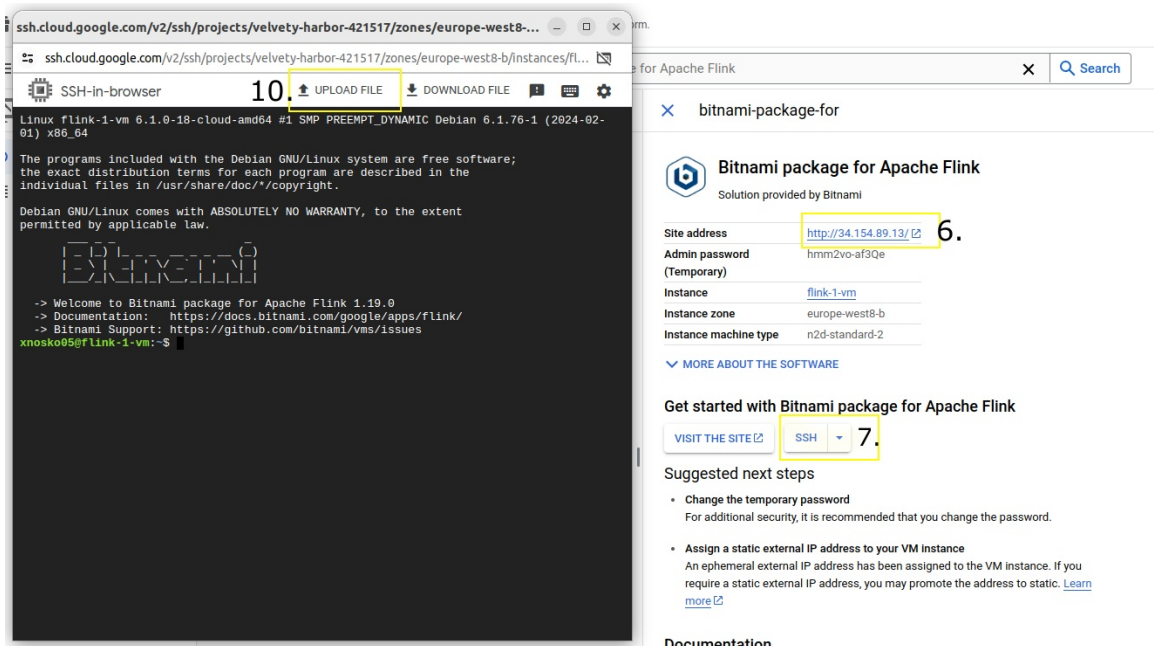 ssh.cloud.google.com/v2/ssh/projects/velvety-harbor-421517/zones/europe-west8-...
ssh.cloud.google.com/v2/ssh/projects/velvety-harbor-421517/zones/europe-west8-b/instances/fl...
SSH-in-browser
10.
UPLOAD FILE
DOWNLOAD FILE
Linux flink-1-vm 6.1.0-18-cloud-amd64 #1 SMP PREEMPT_DYNAMIC Debian 6.1.76-1 (2024-02-
01) x86_64
The programs included with the Debian GNU/Linux system are free software;
the exact distribution terms for each program are described in the
individual files in /usr/share/doc/*/copyright.
Debian GNU/Linux comes with ABSOLUTELY NO WARRANTY, to the extent
permitted by applicable law.
Bitnami
-> Welcome to Bitnami package for Apache Flink 1.19.0
-> Documentation: https://docs.bitnami.com/google/apps/flink/
-> Bitnami Support: https://github.com/bitnami/vms/issues
xnosko05@flink-1-vm:~$
rm.
e for Apache Flink
Search
bitnami-package-for
Bitnami package for Apache Flink
Solution provided by Bitnami
Site address http://34.154.89.13/ 6.
Admin password hmm2vo-af3Qe
(Temporary)
Instance flink-1-vm
Instance zone europe-west8-b
Instance machine type n2d-standard-2
MORE ABOUT THE SOFTWARE
Get started with Bitnami package for Apache Flink
VISIT THE SITE SSH 7.
Suggested next steps
• Change the temporary password
For additional security, it is recommended that you change the password.
• Assign a static external IP address to your VM instance
An ephemeral external IP address has been assigned to the VM instance. If you
require a static external IP address, you may promote the address to static. Learn
more
Documentation